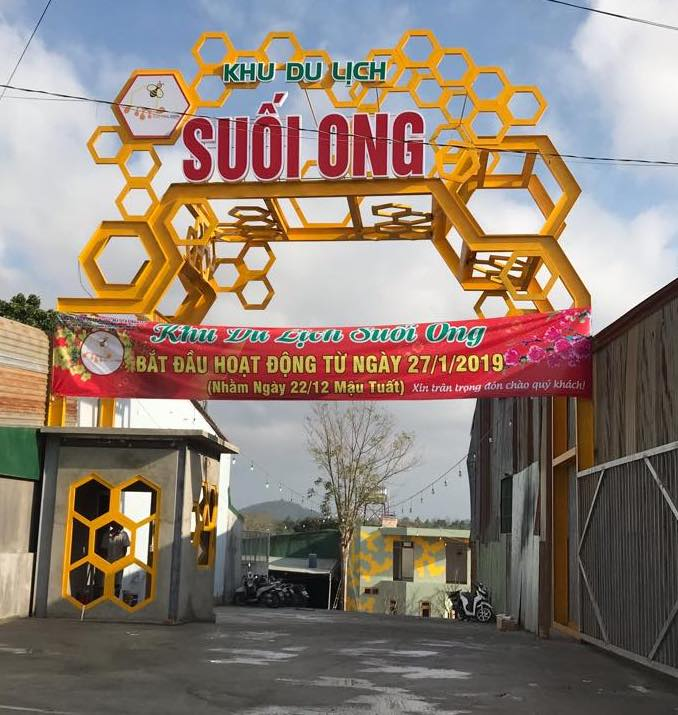 KHU DU LỊCH
SUỐI ONG
Khu Du Lịch Suối Ong
BẮT ĐẦU HOẠT ĐỘNG TỪ NGÀY 27/1/2019
(Nhằm Ngày 22/12 Mậu Tuất) Xin trân trọng đón chào quý khách!